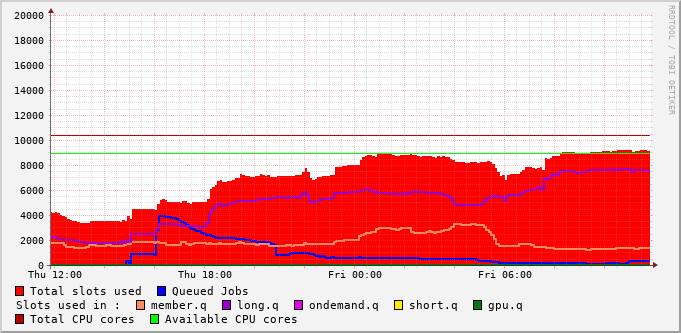 RRDTOOL / TOBI OETIKER
20000
18000
16000
14000
12000
10000
8000
6000
4000
2000
0
Thu 12:00 Thu 18:00 Fri 00:00 Fri 06:00
Total slots used Queued Jobs
Slots used in : member.q long.q ondemand.q short.q gpu.q
Total CPU cores Available CPU cores